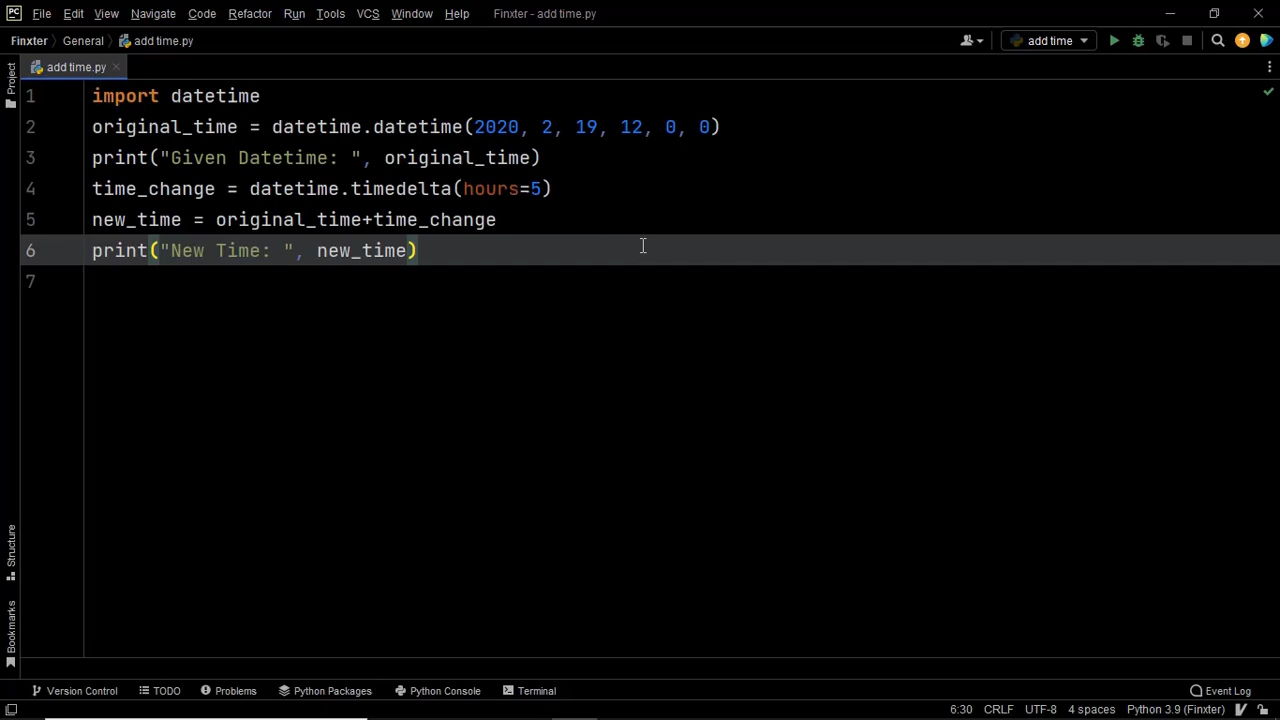 PC File Edit View Navigate Code Refactor Run Tools VCS Window Help Finxter - add time.py
Finxter General add time.py add time
Project add time.py
1 import datetime
2 original_time = datetime.datetime(2020, 2, 19, 12, 0, 0)
3 print("Given Datetime: ", original_time)
4 time_change = datetime.timedelta(hours=5)
5 new_time = original_time+time_change
6 print("New Time: ", new_time)
7
Structure
Bookmarks
Version Control TODO Problems Python Packages Python Console Terminal Event Log
6:30 CRLF UTF-8 4 spaces Python 3.9 (Finxter)